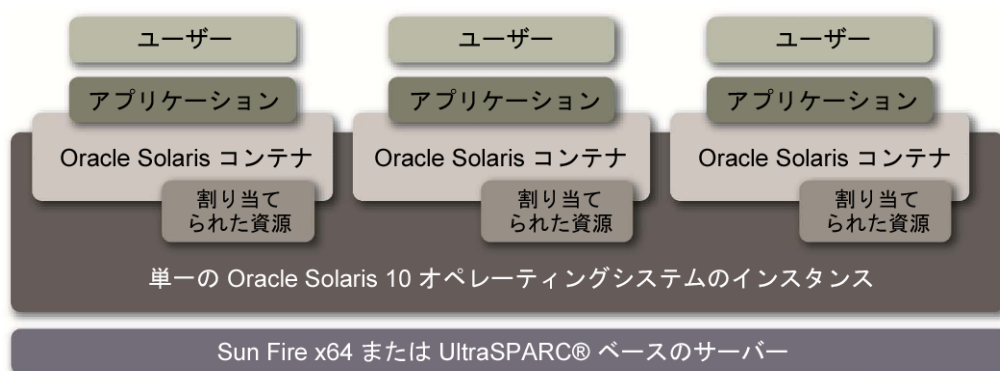 ユーザー
ユーザー
ユーザー
アプリケーション
アプリケーション
アプリケーション
Oracle Solaris コンテナ
Oracle Solaris コンテナ
Oracle Solaris コンテナ
割り当て
られた資源
割り当て
られた資源
割り当て
られた資源
単一の Oracle Solaris 10 オペレーティングシステムのインスタンス
Sun Fire x64 または UltraSPARC® ベースのサーバー